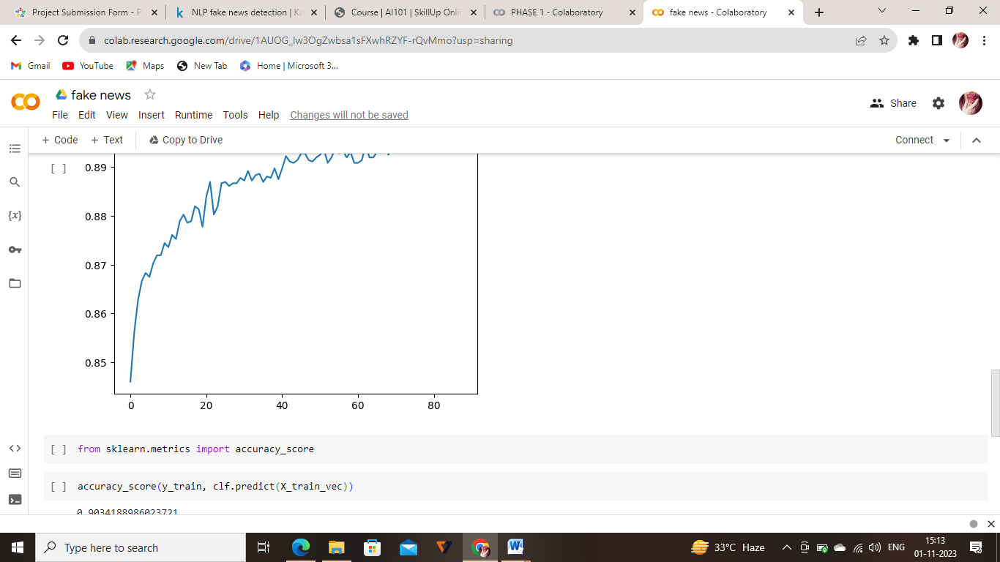 Project Submission Form - P
NLP fake news detection | Ka
Course | AI101 | SkillUp Onli
PHASE 1 - Colaboratory
fake news - Colaboratory
colab.research.google.com/drive/1AUOG_lw3OgZwbsa1sFXwhRZYF-rQvMmo?usp=sharing
Gmail YouTube Maps New Tab Home | Microsoft 3...
fake news
Share
File Edit View Insert Runtime Tools Help Changes will not be saved
+ Code + Text Copy to Drive Connect
{x}
[ ]
0.89
0.88
0.87
0.86
0.85
0 20 40 60 80
[ ] from sklearn.metrics import accuracy_score
[ ] accuracy_score(y_train, clf.predict(X_train_vec))
0.9034188986023721
Type here to search
33°C Haze
ENG
15:13
01-11-2023